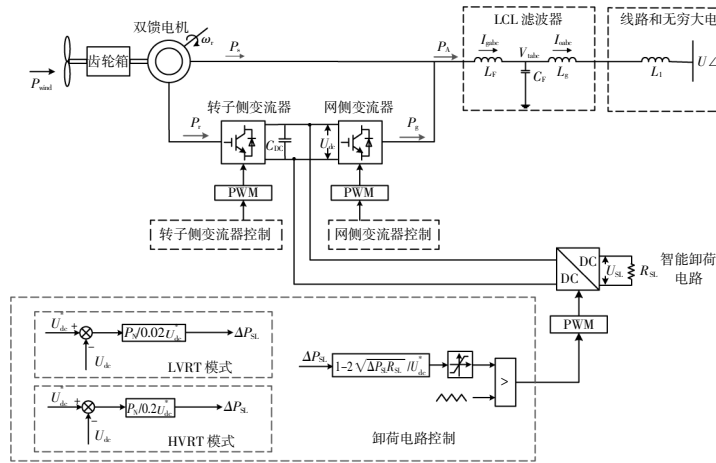 双馈电机
ωr
LCL 滤波器
线路和无穷大电
齿轮箱
Pwind
Ps
PA
Igabc
Vtabc
Ioabc
LF
CF
Lg
L1
U∠
转子侧变流器
网侧变流器
Pr
CDC
Udc
Pg
PWM
PWM
转子侧变流器控制
网侧变流器控制
DC
DC
USL
RSL
智能卸荷
电路
PWM
U*dc
+
−
Udc
PN/0.02U*dc
ΔPSL
LVRT 模式
U*dc
+
−
Udc
PN/0.2U*dc
ΔPSL
HVRT 模式
ΔPSL
1-2√ΔPSLRSL/U*dc
>
卸荷电路控制